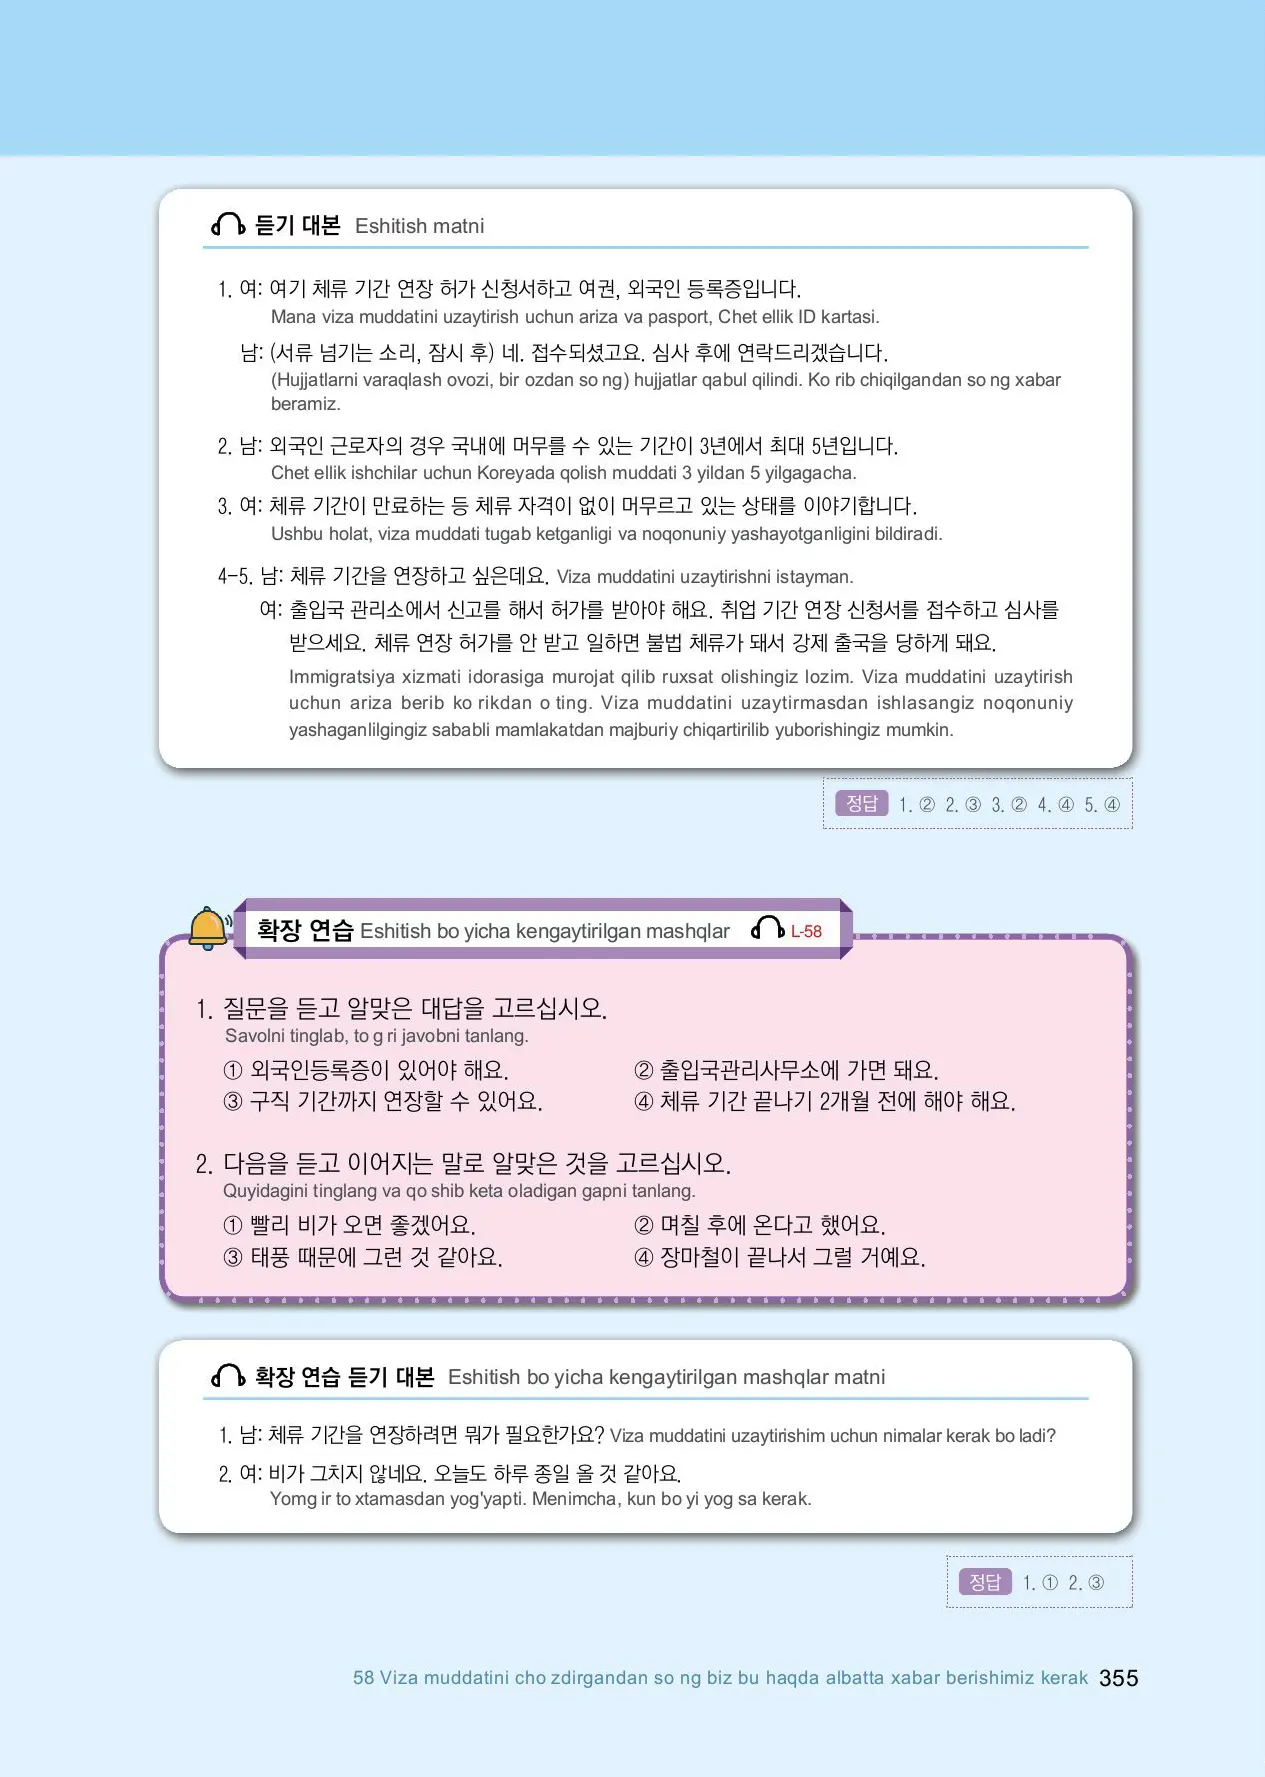 듣기 대본 Eshitish matni
1. 여: 여기 체류 기간 연장 허가 신청서하고 여권, 외국인 등록증입니다.
Mana viza muddatini uzaytirish uchun ariza va pasport, Chet ellik ID kartasi.
남: (서류 넘기는 소리, 잠시 후) 네. 접수되셨고요. 심사 후에 연락드리겠습니다.
(Hujjatlarni varaqlash ovozi, bir ozdan so ng) hujjatlar qabul qilindi. Ko rib chiqilgandan so ng xabar
beramiz.
2. 남: 외국인 근로자의 경우 국내에 머무를 수 있는 기간이 3년에서 최대 5년입니다.
Chet ellik ishchilar uchun Koreyada qolish muddati 3 yildan 5 yilgagacha.
3. 여: 체류 기간이 만료하는 등 체류 자격이 없이 머무르고 있는 상태를 이야기합니다.
Ushbu holat, viza muddati tugab ketganligi va noqonuniy yashayotganligini bildiradi.
4-5. 남: 체류 기간을 연장하고 싶은데요. Viza muddatini uzaytirishni istayman.
여: 출입국 관리소에서 신고를 해서 허가를 받아야 해요. 취업 기간 연장 신청서를 접수하고 심사를
받으세요. 체류 연장 허가를 안 받고 일하면 불법 체류가 돼서 강제 출국을 당하게 돼요.
Immigratsiya xizmati idorasiga murojat qilib ruxsat olishingiz lozim. Viza muddatini uzaytirish
uchun ariza berib ko rikdan o ting. Viza muddatini uzaytirmasdan ishlasangiz noqonuniy
yashaganlilgingiz sababli mamlakatdan majburiy chiqartirilib yuborishingiz mumkin.
정답 1. ② 2. ③ 3. ② 4. ④ 5. ④
확장 연습 Eshitish bo yicha kengaytirilgan mashqlar L-58
1. 질문을 듣고 알맞은 대답을 고르십시오.
Savolni tinglab, to g ri javobni tanlang.
① 외국인등록증이 있어야 해요. ② 출입국관리사무소에 가면 돼요.
③ 구직 기간까지 연장할 수 있어요. ④ 체류 기간 끝나기 2개월 전에 해야 해요.
2. 다음을 듣고 이어지는 말로 알맞은 것을 고르십시오.
Quyidagini tinglang va qo shib keta oladigan gapni tanlang.
① 빨리 비가 오면 좋겠어요. ② 며칠 후에 온다고 했어요.
③ 태풍 때문에 그런 것 같아요. ④ 장마철이 끝나서 그럴 거예요.
확장 연습 듣기 대본 Eshitish bo yicha kengaytirilgan mashqlar matni
1. 남: 체류 기간을 연장하려면 뭐가 필요한가요? Viza muddatini uzaytirishim uchun nimalar kerak bo ladi?
2. 여: 비가 그치지 않네요. 오늘도 하루 종일 올 것 같아요.
Yomg ir to xtamasdan yog'yapti. Menimcha, kun bo yi yog sa kerak.
정답 1. ① 2. ③
58 Viza muddatini cho zdirgandan so ng biz bu haqda albatta xabar berishimiz kerak 355